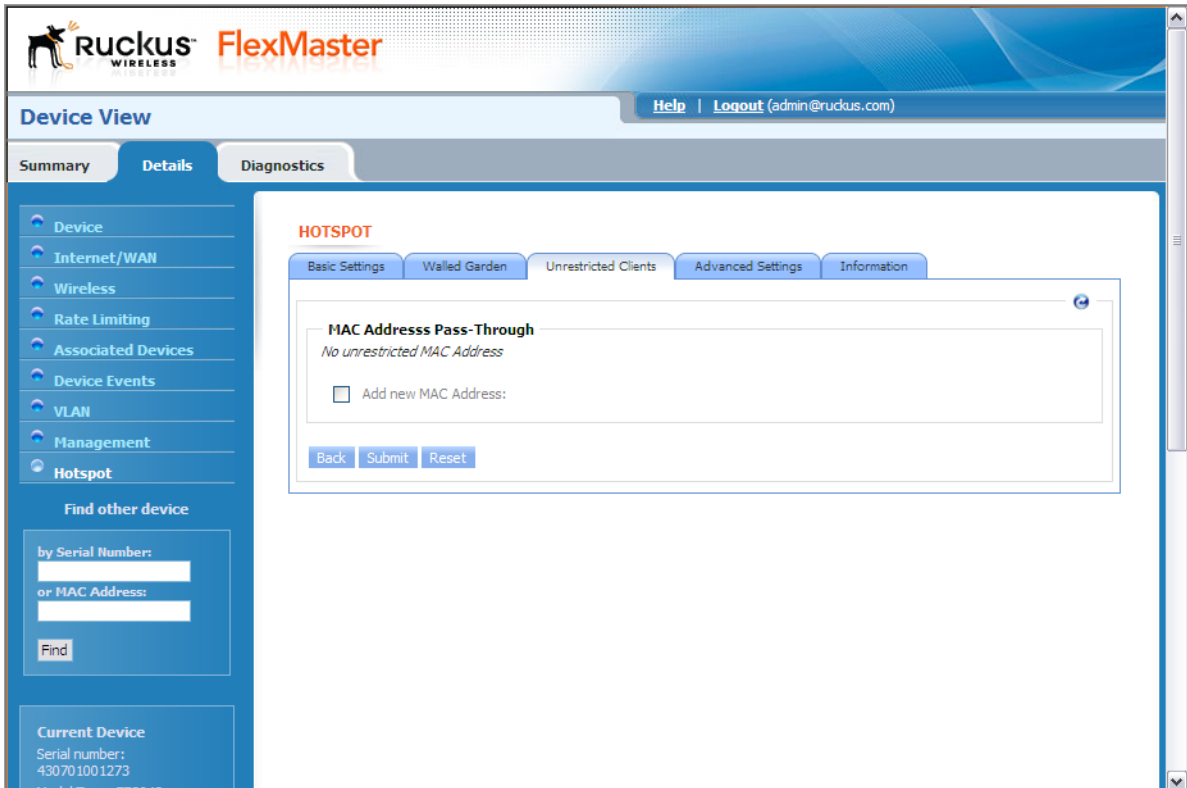 Ruckus™ FlexMaster
WIRELESS
Help | Logout (admin@ruckus.com)
Device View
Summary Details Diagnostics
Device
Internet/WAN
Wireless
Rate Limiting
Associated Devices
Device Events
VLAN
Management
Hotspot
Find other device
by Serial Number:
or MAC Address:
Find
Current Device
Serial number:
430701001273
HOTSPOT
Basic Settings Walled Garden Unrestricted Clients Advanced Settings Information
MAC Addresss Pass-Through
No unrestricted MAC Address
Add new MAC Address:
Back Submit Reset